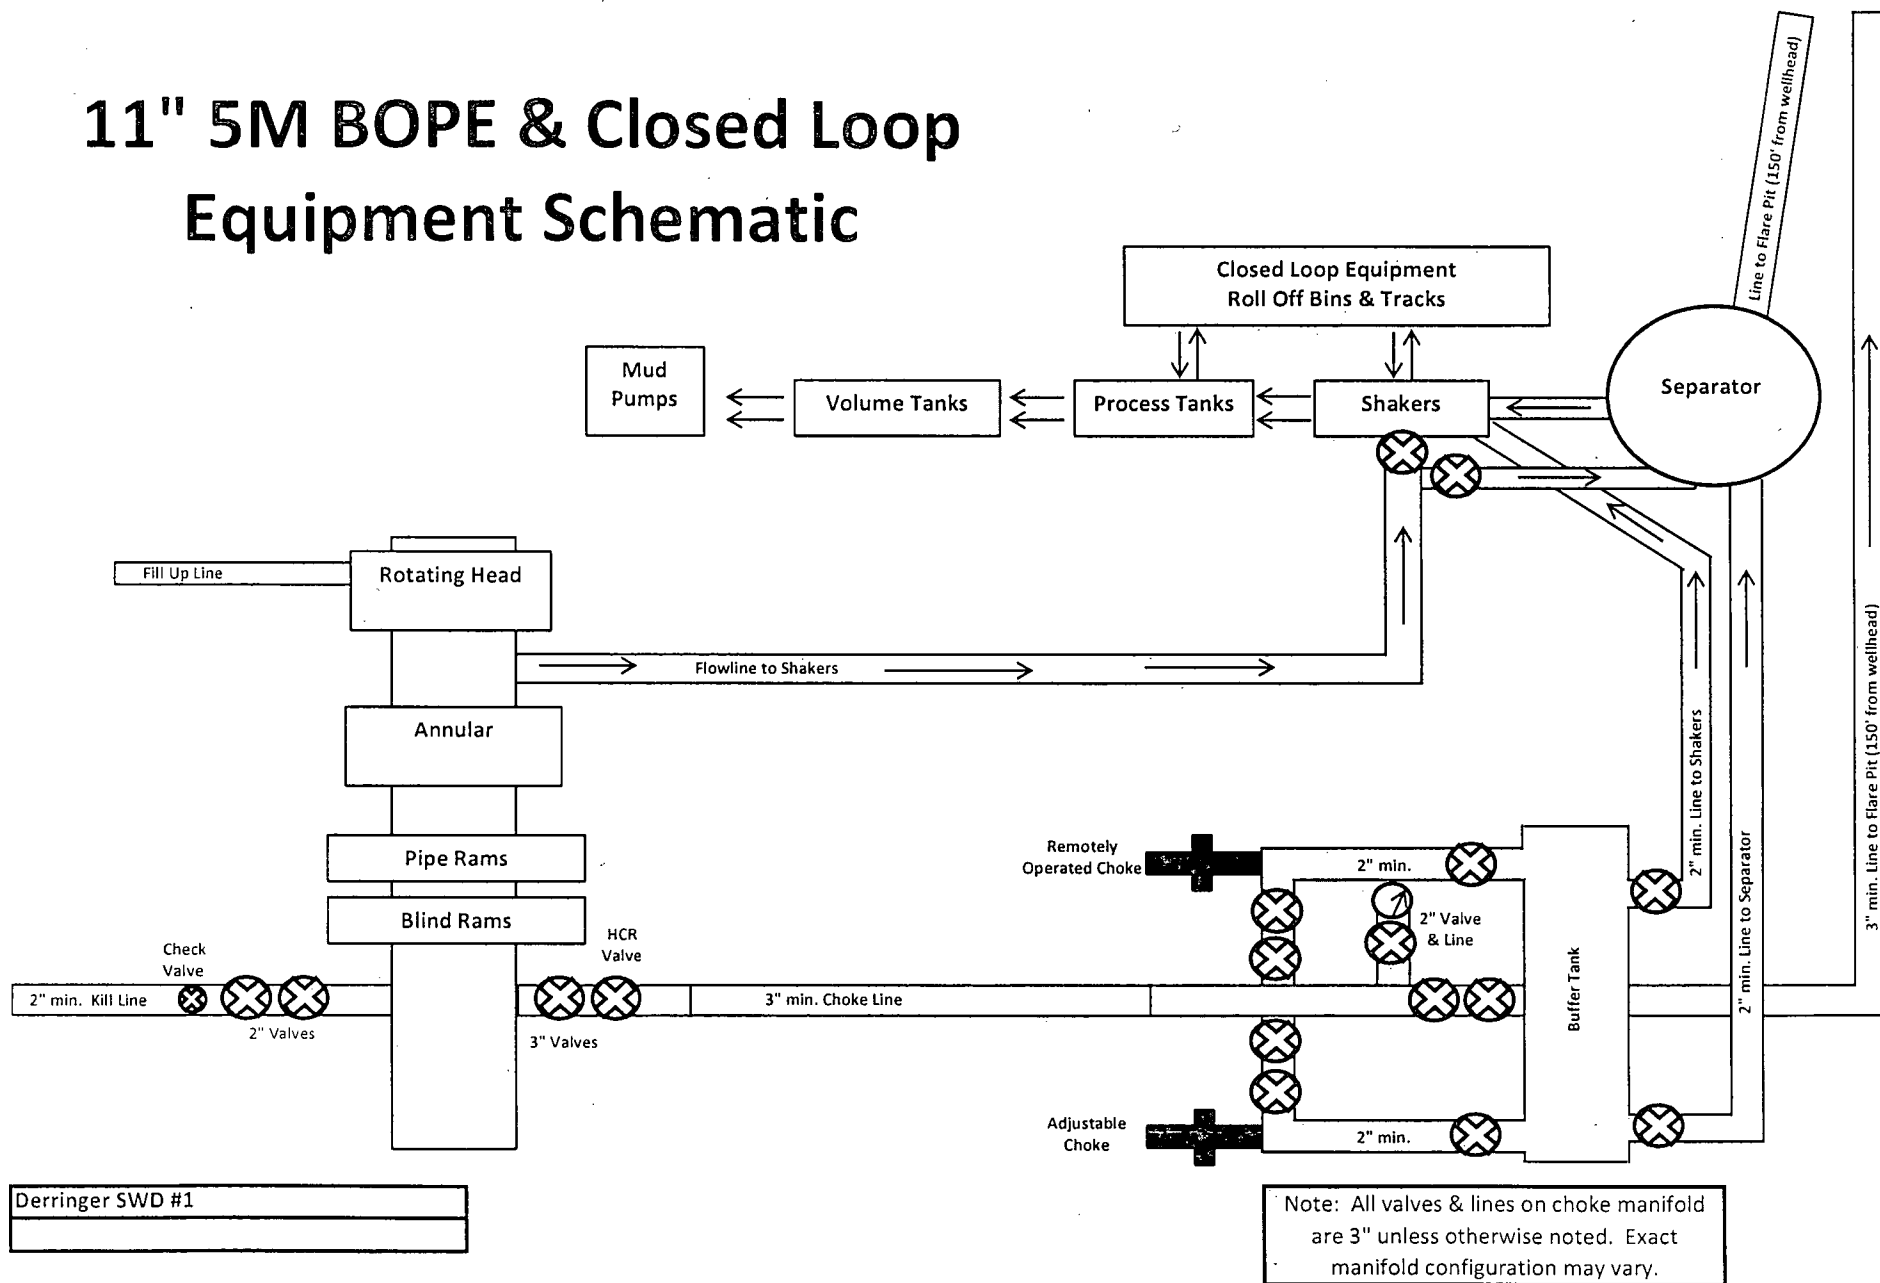 11" 5M BOPE & Closed Loop
Equipment Schematic
Line to Flare Pit (150' from wellhead)
Closed Loop Equipment
Roll Off Bins & Tracks
Mud
Pumps
Volume Tanks
Process Tanks
Shakers
Separator
Fill Up Line
Rotating Head
Flowline to Shakers
Annular
Pipe Rams
Blind Rams
Check
Valve
HCR
Valve
2" min. Kill Line
2" Valves
3" Valves
3" min. Choke Line
Remotely
Operated Choke
2" min.
2" Valve
& Line
Buffer Tank
2" min. Line to Shakers
2" min. Line to Separator
3" min. Line to Flare Pit (150' from wellhead)
Adjustable
Choke
2" min.
Derringer SWD #1
Note: All valves & lines on choke manifold
are 3" unless otherwise noted. Exact
manifold configuration may vary.